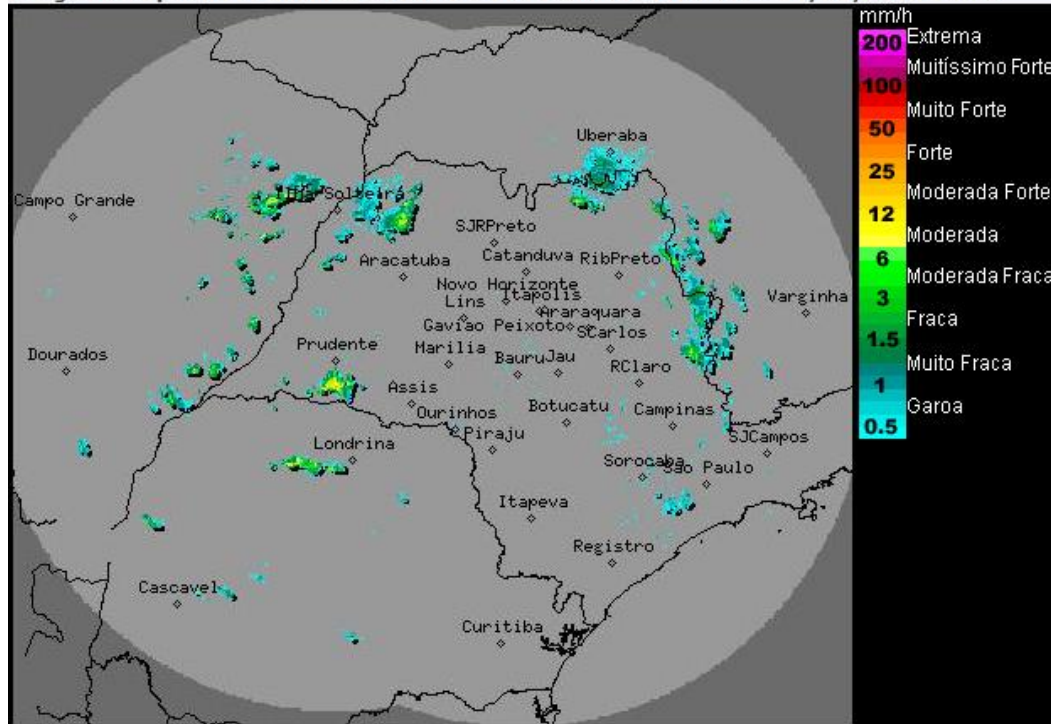 mm/h
200 Extrema
Muitíssimo Forte
100
Muito Forte
50
Forte
25
Moderada Forte
12
Moderada
6
Moderada Fraca
3
Fraca
1.5
Muito Fraca
1
Garoa
0.5
Uberaba
Campo Grande
Ilha Solteira
SJRPreto
Catanduva
RibPreto
Aracatuba
Novo Horizonte
Itapolis
Lins
Araraquara
Varginha
Gaviao Peixoto
SCarlos
Dourados
Prudente
Marilia
Bauru
Jau
RClaro
Assis
Ourinhos
Botucatu
Campinas
Piraju
Londrina
SJCampos
Sorocaba
Sao Paulo
Itapeva
Registro
Cascavel
Curitiba